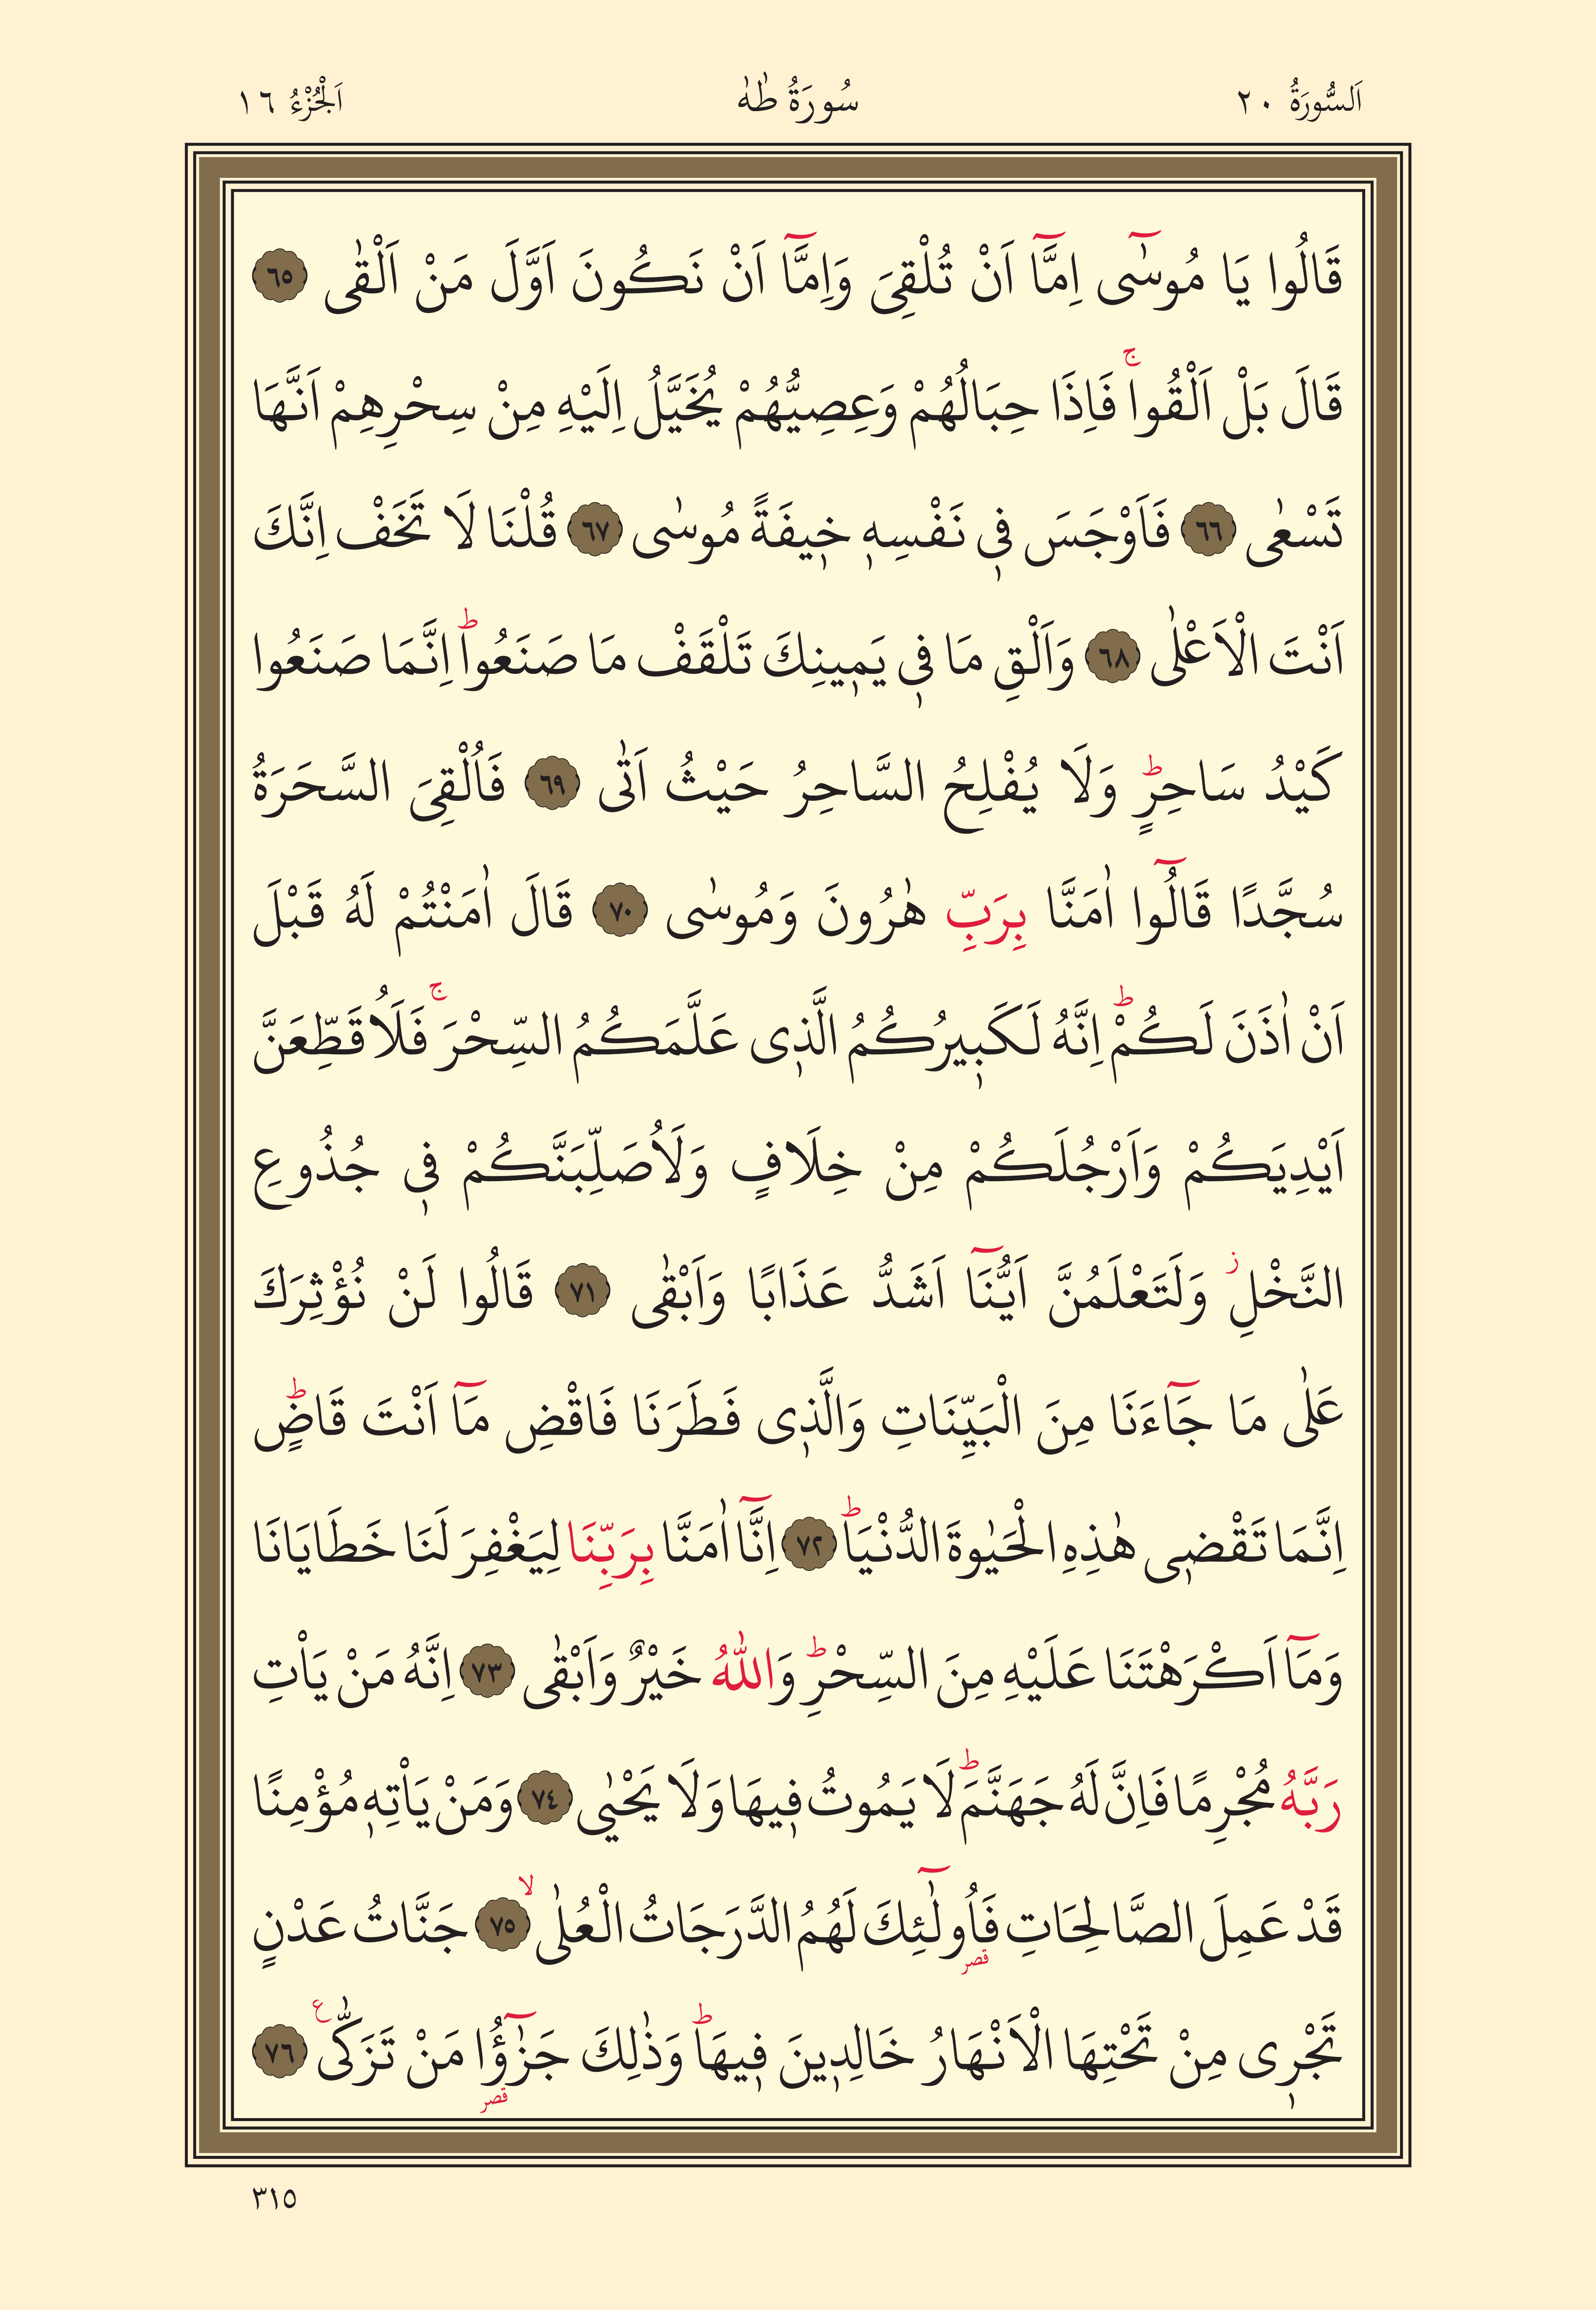 اَلسُّورَةُ ٢٠ سُورَةُ طٰهٰ اَلْجُزْءُ ١٦
قَالُوا يَا مُوسٰٓى اِمَّٓا اَنْ تُلْقِيَ وَاِمَّٓا اَنْ نَكُونَ اَوَّلَ مَنْ اَلْقٰى ٦٥
قَالَ بَلْ اَلْقُواۚ فَاِذَا حِبَالُهُمْ وَعِصِيُّهُمْ يُخَيَّلُ اِلَيْهِ مِنْ سِحْرِهِمْ اَنَّهَا
تَسْعٰى ٦٦ فَاَوْجَسَ ف۪ي نَفْسِه۪ خ۪يفَةً مُوسٰى ٦٧ قُلْنَا لَا تَخَفْ اِنَّكَ
اَنْتَ الْاَعْلٰى ٦٨ وَاَلْقِ مَا ف۪ي يَم۪ينِكَ تَلْقَفْ مَا صَنَعُواۜ اِنَّمَا صَنَعُوا
كَيْدُ سَاحِرٍۜ وَلَا يُفْلِحُ السَّاحِرُ حَيْثُ اَتٰى ٦٩ فَاُلْقِيَ السَّحَرَةُ
سُجَّدًا قَالُٓوا اٰمَنَّا بِرَبِّ هٰرُونَ وَمُوسٰى ٧٠ قَالَ اٰمَنْتُمْ لَهُ قَبْلَ
اَنْ اٰذَنَ لَكُمْۜ اِنَّهُ لَكَب۪يرُكُمُ الَّذ۪ى عَلَّمَكُمُ السِّحْرَۚ فَلَاُقَطِّعَنَّ
اَيْدِيَكُمْ وَاَرْجُلَكُمْ مِنْ خِلَافٍ وَلَاُصَلِّبَنَّكُمْ ف۪ي جُذُوعِ
النَّخْلِۘ وَلَتَعْلَمُنَّ اَيُّنَٓا اَشَدُّ عَذَابًا وَاَبْقٰى ٧١ قَالُوا لَنْ نُؤْثِرَكَ
عَلٰى مَا جَٓاءَنَا مِنَ الْبَيِّنَاتِ وَالَّذ۪ى فَطَرَنَا فَاقْضِ مَٓا اَنْتَ قَاضٍۜ
اِنَّمَا تَقْض۪ى هٰذِهِ الْحَيٰوةَ الدُّنْيَاۜ ٧٢ اِنَّٓا اٰمَنَّا بِرَبِّنَا لِيَغْفِرَ لَنَا خَطَايَانَا
وَمَٓا اَكْرَهْتَنَا عَلَيْهِ مِنَ السِّحْرِۜ وَاللّٰهُ خَيْرٌ وَاَبْقٰى ٧٣ اِنَّهُ مَنْ يَاْتِ
رَبَّهُ مُجْرِمًا فَاِنَّ لَهُ جَهَنَّمَۜ لَا يَمُوتُ ف۪يهَا وَلَا يَحْيٰي ٧٤ وَمَنْ يَاْتِه۪ مُؤْمِنًا
قَدْ عَمِلَ الصَّالِحَاتِ فَاُولٰٓئِكَ لَهُمُ الدَّرَجَاتُ الْعُلٰىۙ ٧٥ جَنَّاتُ عَدْنٍ
قصر
تَجْر۪ى مِنْ تَحْتِهَا الْاَنْهَارُ خَالِد۪ينَ ف۪يهَاۜ وَذٰلِكَ جَزٰٓؤُا مَنْ تَزَكّٰى ع ٧٦
قصر
٣١٥